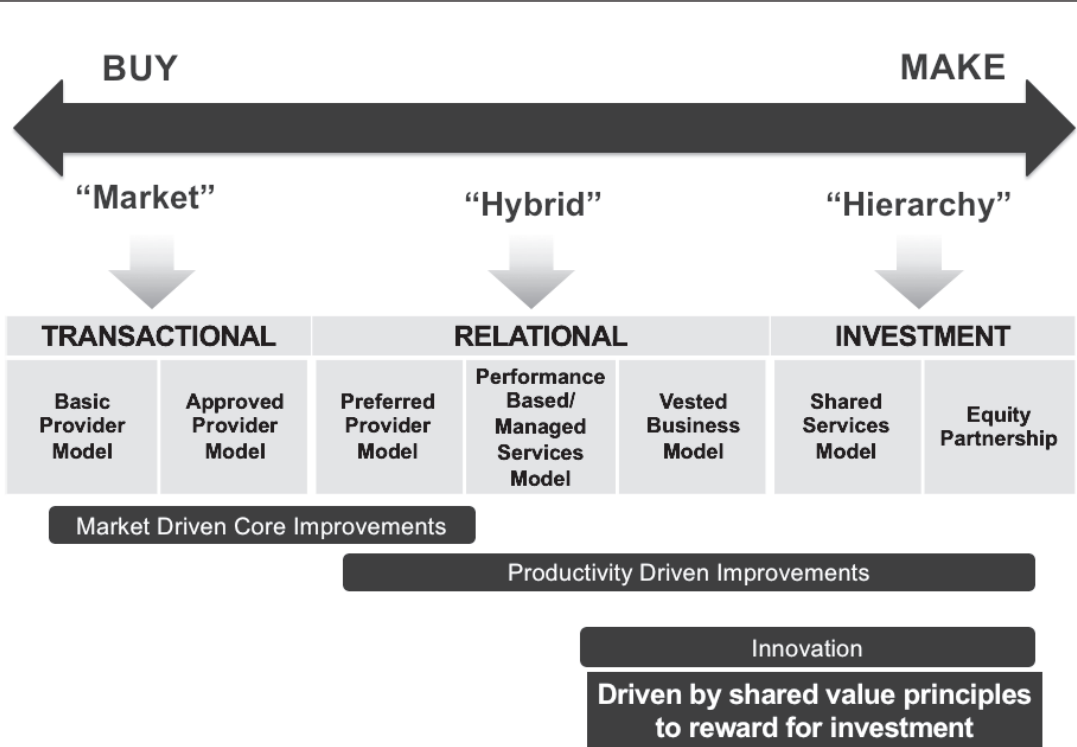 BUY
MAKE
“Market”
“Hybrid”
“Hierarchy”
TRANSACTIONAL
RELATIONAL
INVESTMENT
Basic
Provider
Model
Approved
Provider
Model
Preferred
Provider
Model
Performance
Based/
Managed
Services
Model
Vested
Business
Model
Shared
Services
Model
Equity
Partnership
Market Driven Core Improvements
Productivity Driven Improvements
Innovation
Driven by shared value principles
to reward for investment